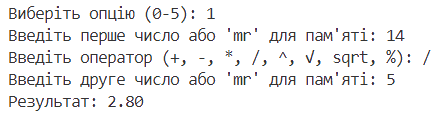 Виберіть опцію (0-5): 1
Введіть перше число або 'mr' для пам'яті: 14
Введіть оператор (+, -, *, /, ^, √, sqrt, %): /
Введіть друге число або 'mr' для пам'яті: 5
Результат: 2.80